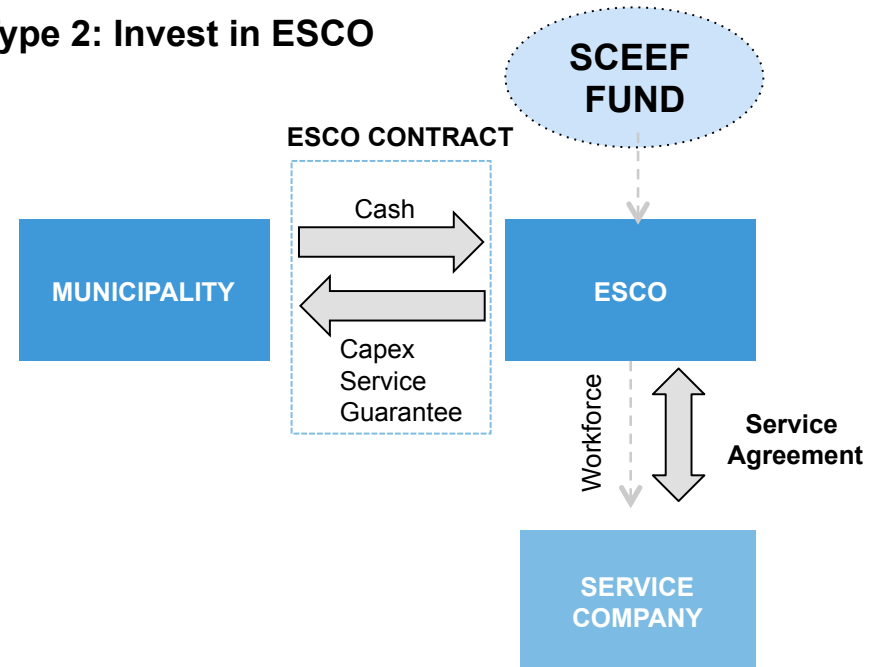 ype 2: Invest in ESCO
SCEEF
FUND
ESCO CONTRACT
Cash
MUNICIPALITY
ESCO
Capex
Service
Guarantee
Workforce
Service
Agreement
SERVICE
COMPANY